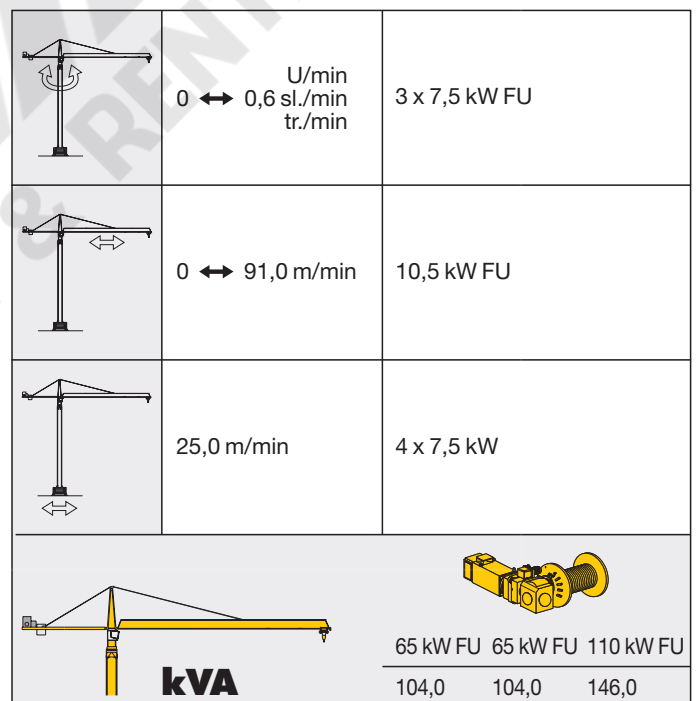 U/min
0 ↔ 0,6 sl./min
tr./min
3 x 7,5 kW FU
0 ↔ 91,0 m/min
10,5 kW FU
25,0 m/min
4 x 7,5 kW
65 kW FU 65 kW FU 110 kW FU
kVA
104,0 104,0 146,0
& RENT